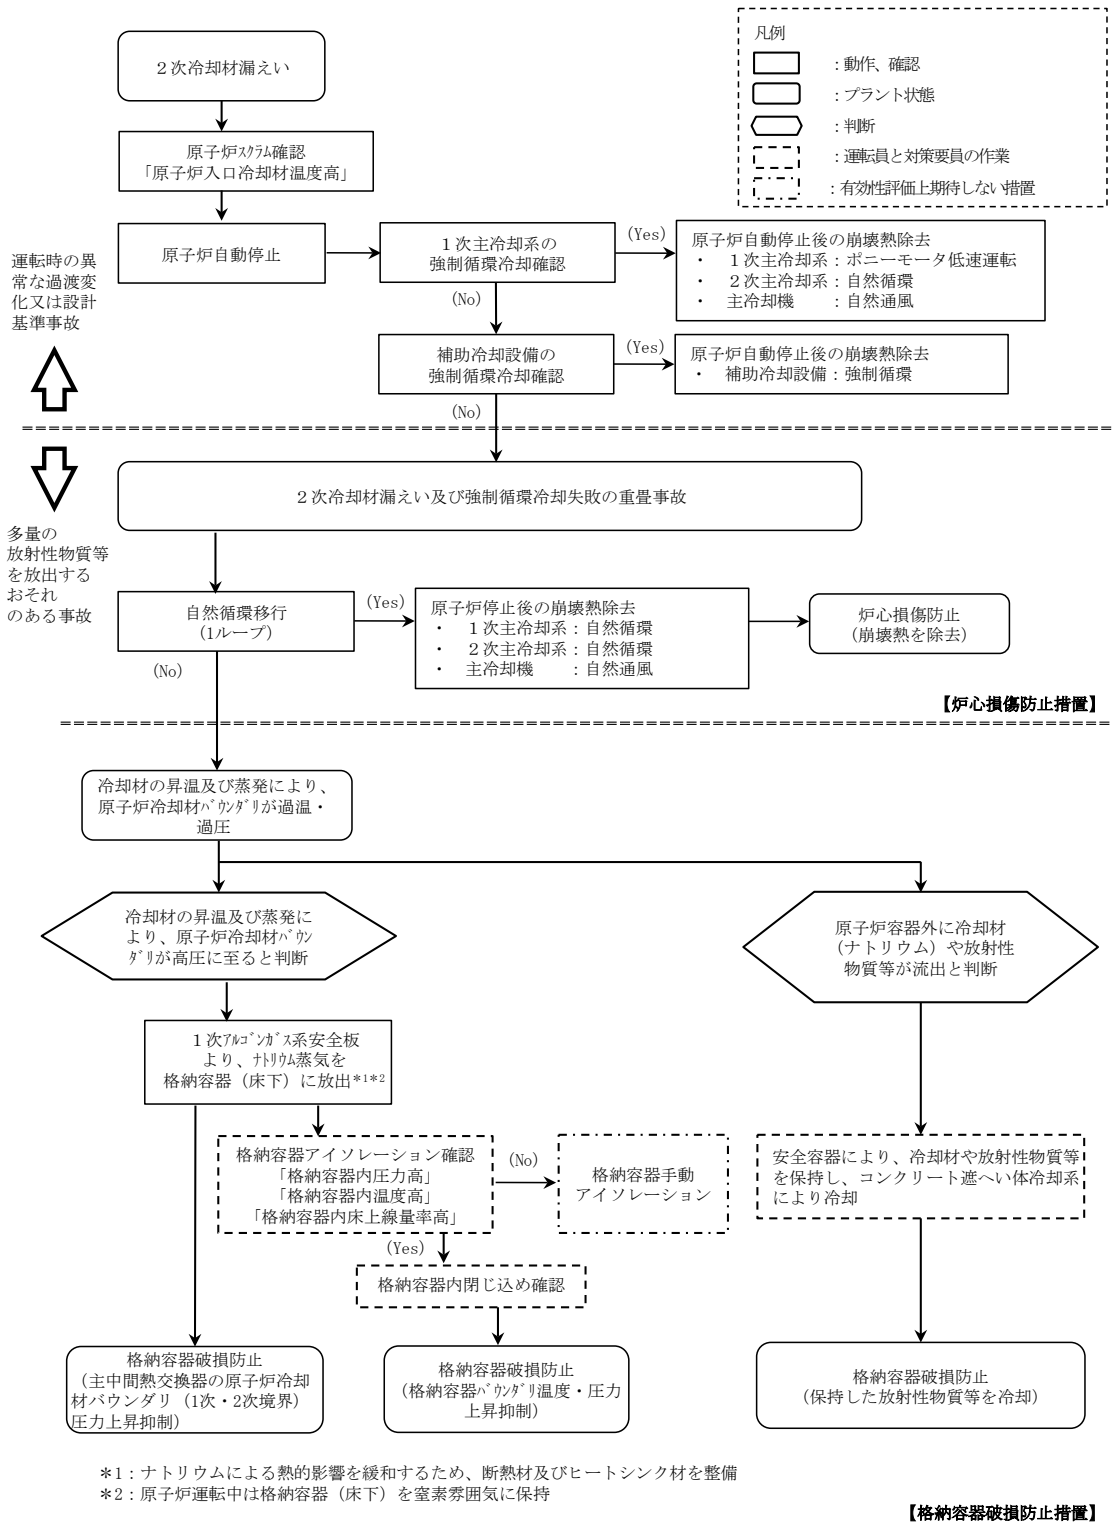 凡例
：動作、確認
：プラント状態
：判断
：運転員と対策要員の作業
：有効性評価上期待しない措置
２次冷却材漏えい
原子炉ｽｸﾗﾑ確認
「原子炉入口冷却材温度高」
原子炉自動停止
１次主冷却系の
強制循環冷却確認
(Yes)
原子炉自動停止後の崩壊熱除去
・　１次主冷却系：ポニーモータ低速運転
・　２次主冷却系：自然循環
・　主冷却機　　：自然通風
運転時の異
常な過渡変
化又は設計
基準事故
(No)
補助冷却設備の
強制循環冷却確認
(Yes)
原子炉自動停止後の崩壊熱除去
・　補助冷却設備：強制循環
(No)
２次冷却材漏えい及び強制循環冷却失敗の重畳事故
多量の
放射性物質等
を放出する
おそれ
のある事故
自然循環移行
(1ループ)
(Yes)
原子炉停止後の崩壊熱除去
・　１次主冷却系：自然循環
・　２次主冷却系：自然循環
・　主冷却機　　：自然通風
炉心損傷防止
(崩壊熱を除去)
(No)
【炉心損傷防止措置】
冷却材の昇温及び蒸発により、
原子炉冷却材ﾊﾞｳﾝﾀﾞﾘが過温・
過圧
冷却材の昇温及び蒸発に
より、原子炉冷却材ﾊﾞｳﾝ
ﾀﾞﾘが高圧に至ると判断
原子炉容器外に冷却材
（ナトリウム）や放射性
物質等が流出と判断
１次ｱﾙｺﾞﾝｶﾞｽ系安全板
より、ﾅﾄﾘｳﾑ蒸気を
格納容器（床下）に放出*1*2
格納容器アイソレーション確認
「格納容器内圧力高」
「格納容器内温度高」
「格納容器内床上線量率高」
(No)
格納容器手動
アイソレーション
安全容器により、冷却材や放射性物質等
を保持し、コンクリート遮へい体冷却系
により冷却
(Yes)
格納容器内閉じ込め確認
格納容器破損防止
（主中間熱交換器の原子炉冷却
材バウンダリ（1次・2次境界）
圧力上昇抑制）
格納容器破損防止
（格納容器ﾊﾞｳﾝﾀﾞﾘ温度・圧力
上昇抑制）
格納容器破損防止
(保持した放射性物質等を冷却)
＊1：ナトリウムによる熱的影響を緩和するため、断熱材及びヒートシンク材を整備
＊2：原子炉運転中は格納容器（床下）を窒素雰囲気に保持
【格納容器破損防止措置】